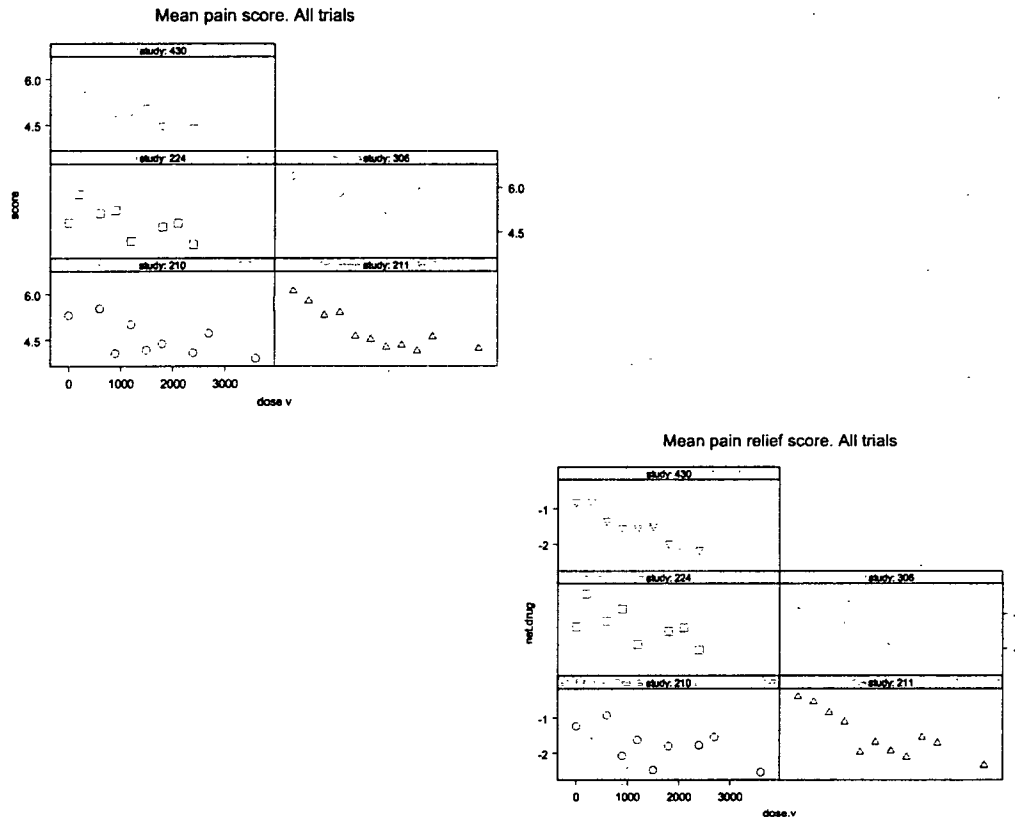 Mean pain score. All trials
study: 430
6.0
4.5
study: 224
study: 306
score
6.0
4.5
study: 210
study: 211
6.0
4.5
0 1000 2000 3000
dose.v
Mean pain relief score. All trials
study: 430
-1
-2
study: 224
study: 306
net.drug
study: 210
study: 211
-1
-2
0 1000 2000 3000
dose.v